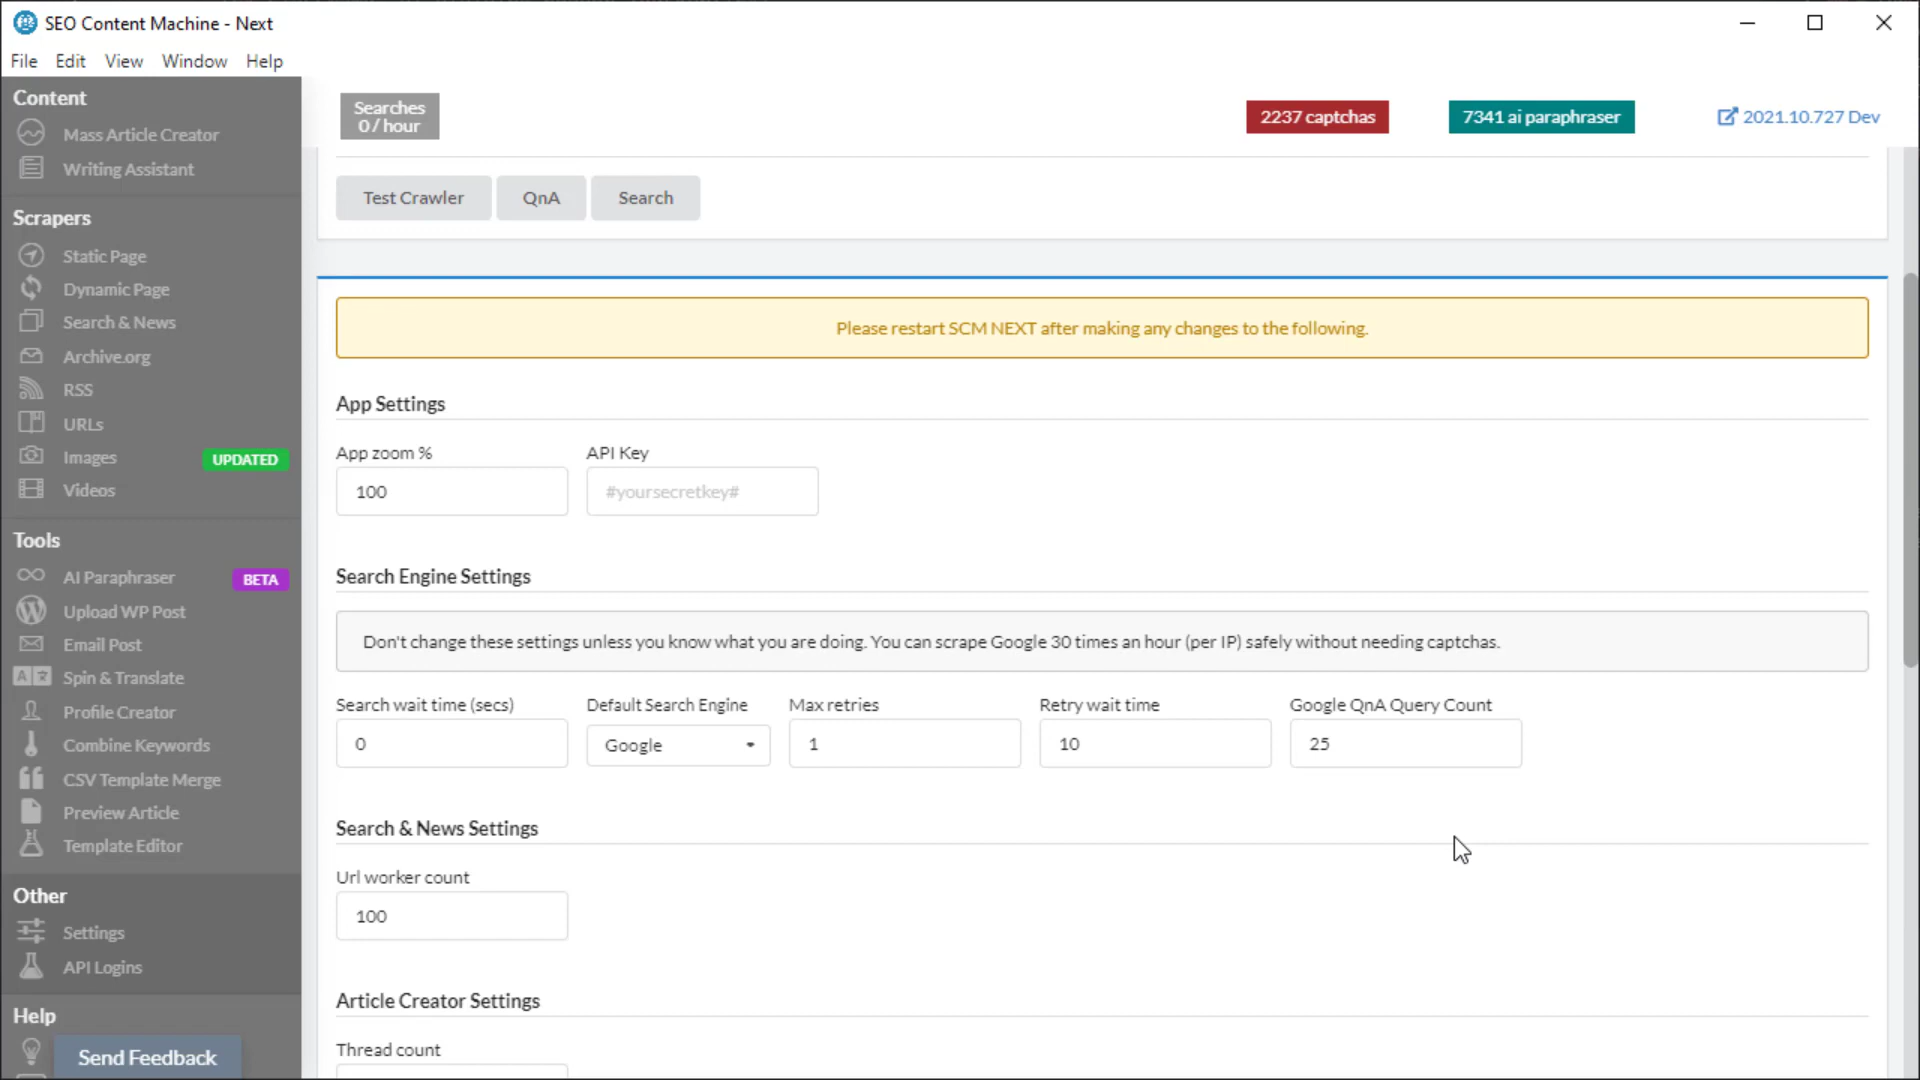 SEO Content Machine - Next
File Edit View Window Help
Content
Mass Article Creator
Writing Assistant
Scrapers
Static Page
Dynamic Page
Search & News
Archive.org
RSS
URLs
Images UPDATED
Videos
Tools
AI Paraphraser BETA
Upload WP Post
Email Post
Spin & Translate
Profile Creator
Combine Keywords
CSV Template Merge
Preview Article
Template Editor
Other
Settings
API Logins
Help
Send Feedback
Searches
0 / hour
2237 captchas
7341 ai paraphraser
2021.10.727 Dev
Test Crawler QnA Search
Please restart SCM NEXT after making any changes to the following.
App Settings
App zoom % API Key
100 #yoursecretkey#
Search Engine Settings
Don't change these settings unless you know what you are doing. You can scrape Google 30 times an hour (per IP) safely without needing captchas.
Search wait time (secs) Default Search Engine Max retries Retry wait time Google QnA Query Count
0 Google 1 10 25
Search & News Settings
Url worker count
100
Article Creator Settings
Thread count